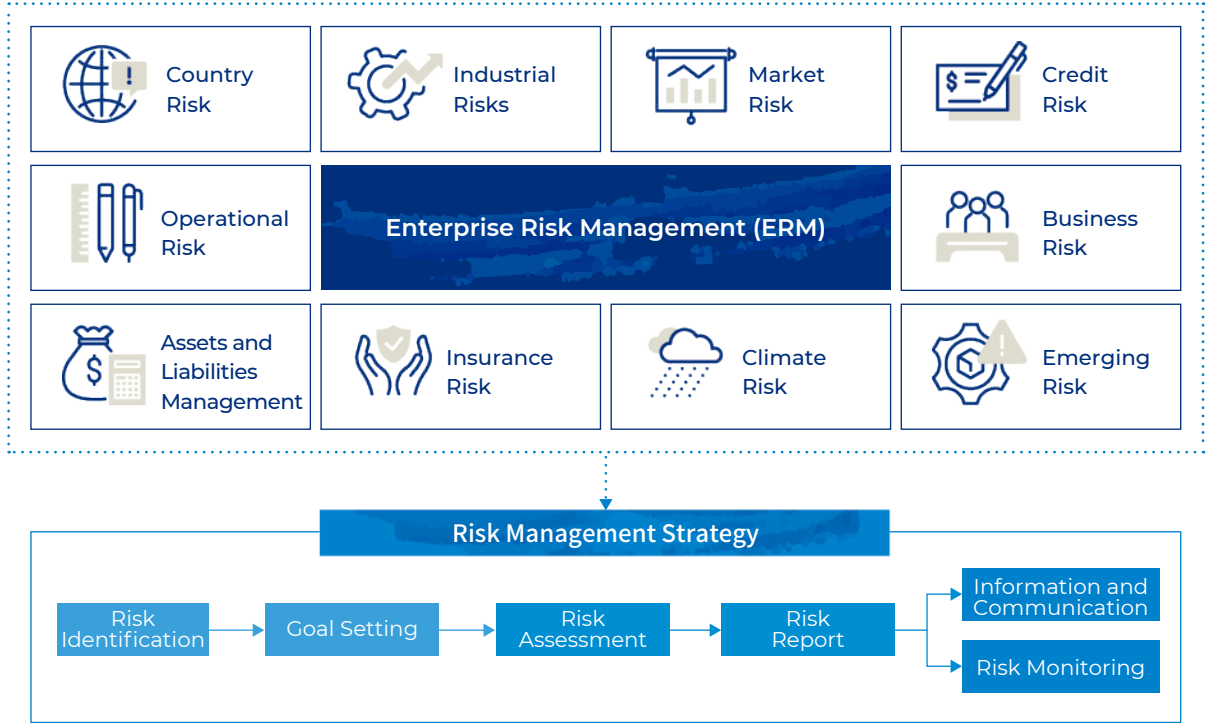 Country
Risk
Industrial
Risks
Market
Risk
Credit
Risk
Operational
Risk
Enterprise Risk Management (ERM)
Business
Risk
Assets and
Liabilities
Management
Insurance
Risk
Climate
Risk
Emerging
Risk
Risk Management Strategy
Risk
Identification
Goal Setting
Risk
Assessment
Risk
Report
Information and
Communication
Risk Monitoring